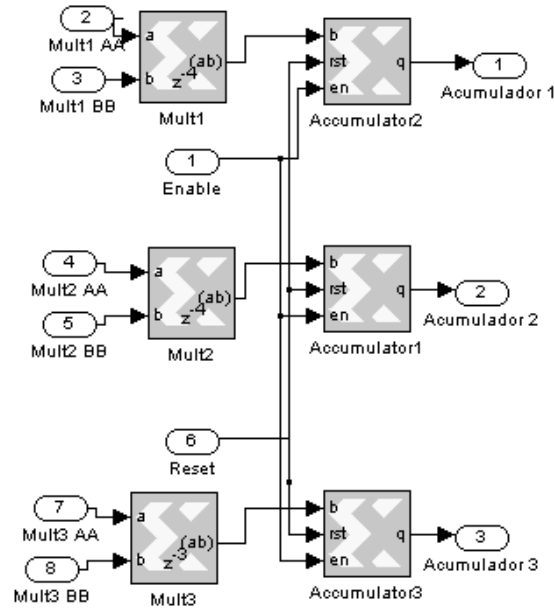 2
Mult1 AA
3
Mult1 BB
a
b
(ab)
z-4
Mult1
b
rst
en
q
Accumulator2
1
Acumulador 1
1
Enable
4
Mult2 AA
5
Mult2 BB
a
b
(ab)
z-4
Mult2
b
rst
en
q
Accumulator1
2
Acumulador 2
6
Reset
7
Mult3 AA
8
Mult3 BB
a
b
(ab)
z-3
Mult3
b
rst
en
q
Accumulator3
3
Acumulador 3